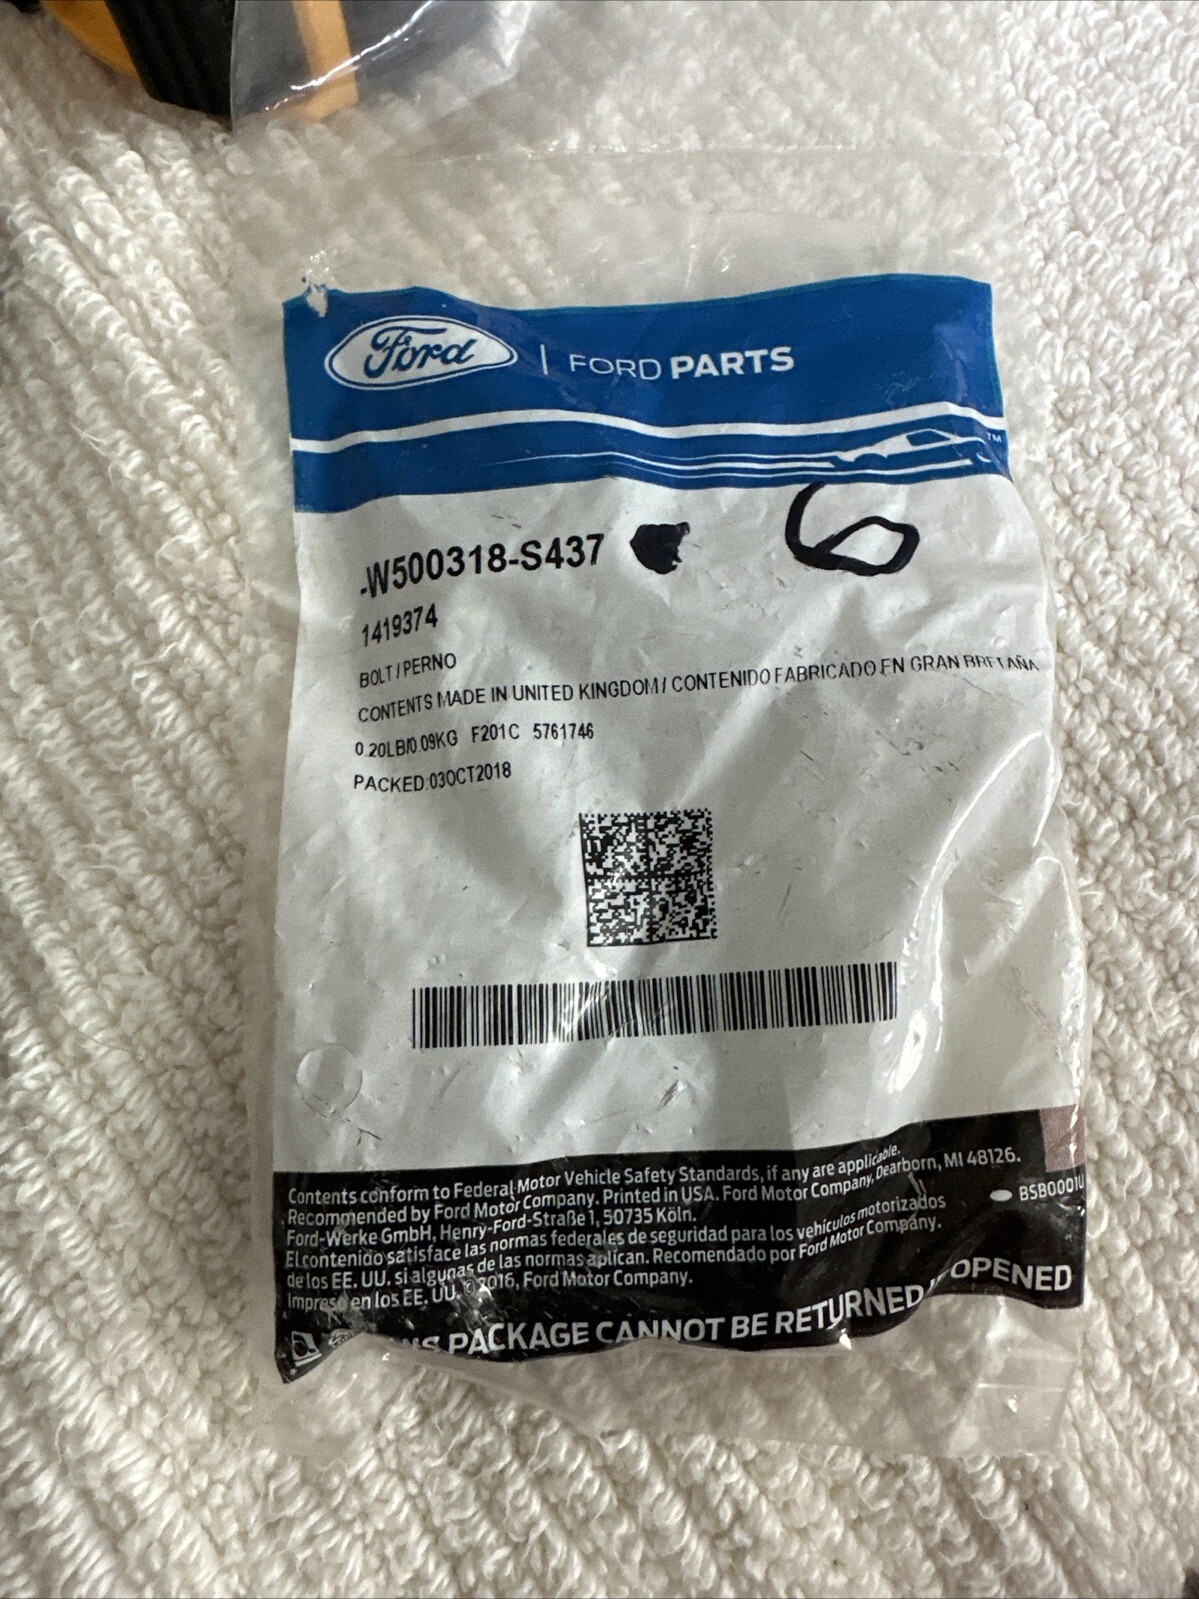 Ford | FORD PARTS
TM
-W500318-S437
6
1419374
BOLT / PERNO
CONTENTS MADE IN UNITED KINGDOM / CONTENIDO FABRICADO EN GRAN BRETAÑA
0.20LB/0.09KG F201C 5761746
PACKED:03OCT2018
Contents conform to Federal Motor Vehicle Safety Standards, if any are applicable.
Recommended by Ford Motor Company. Printed in USA. Ford Motor Company, Dearborn, MI 48126.
Ford-Werke GmbH, Henry-Ford-Straße 1, 50735 Köln.
El contenido satisface las normas federales de seguridad para los vehículos motorizados
de los EE. UU. si algunas de las normas aplican. Recomendado por Ford Motor Company.
Impreso en los EE. UU. © 2016, Ford Motor Company.
BSB0001U
PACKAGE CANNOT BE RETURNED OPENED